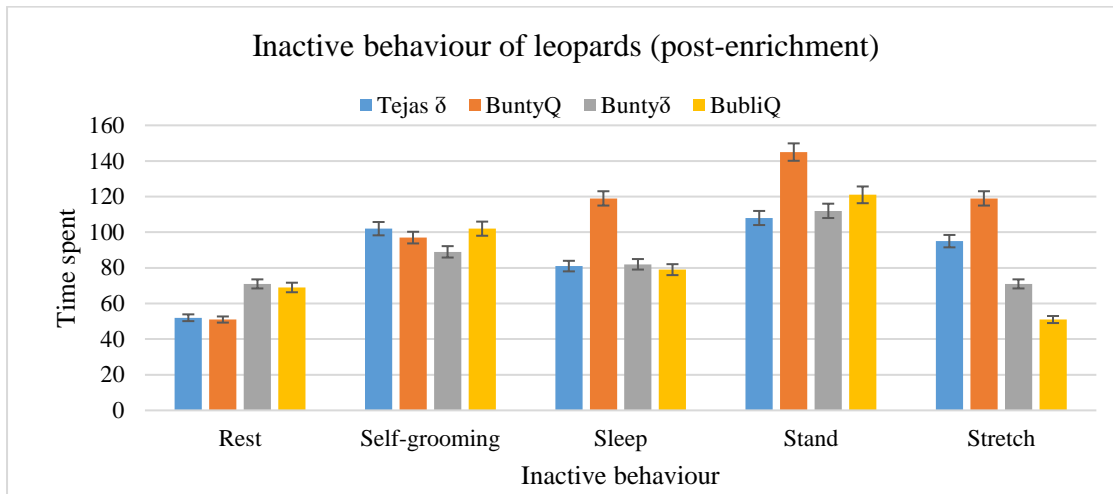 Inactive behaviour of leopards (post-enrichment)
Tejas ♂ BuntyQ Bunty♂ BubliQ
160
140
120
100
80
60
40
20
0
Time spent
Rest Self-grooming Sleep Stand Stretch
Inactive behaviour